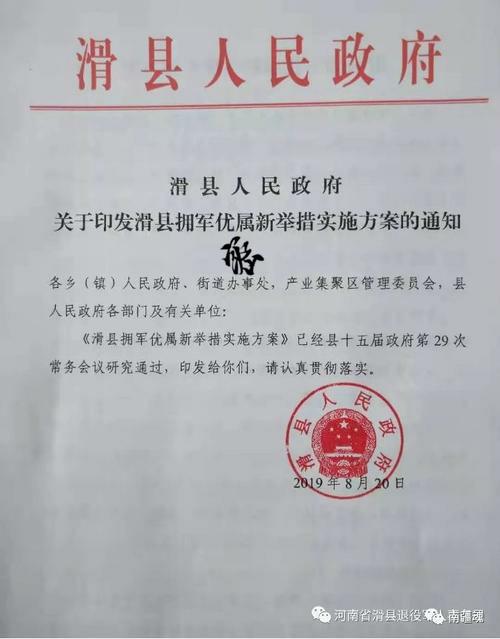 滑县人民政府
滑县人民政府
关于印发滑县拥军优属新举措实施方案的通知
各乡（镇）人民政府、街道办事处，产业集聚区管理委员会，县
人民政府各部门及有关单位：
《滑县拥军优属新举措实施方案》已经县十五届政府第29次
常务会议研究通过，印发给你们，请认真贯彻落实。
滑县人民政府
2019年8月20日
河南省滑县退役军人
南疆魂